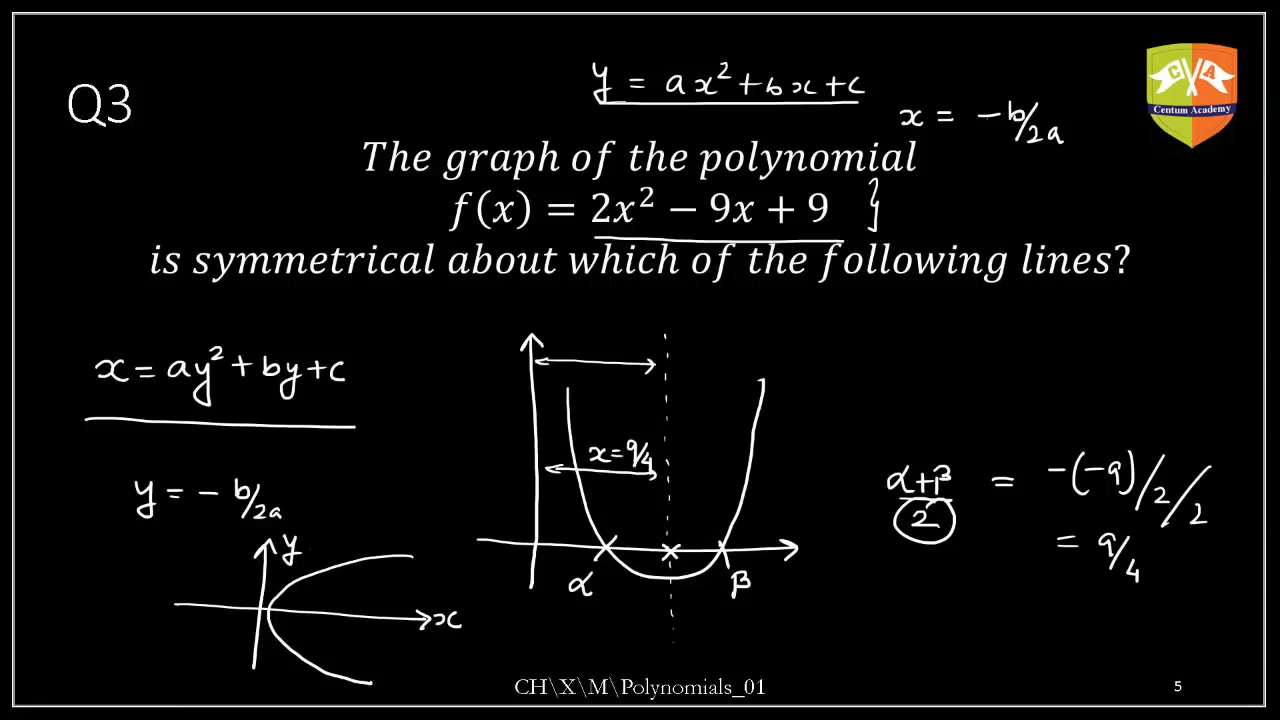 Q3
y = ax² + bx + c
x = -b/2a
C A
Centum Academy
The graph of the polynomial
f(x) = 2x² − 9x + 9 }
is symmetrical about which of the following lines?
x = ay² + by + c
y = - b/2a
y
x
x = 9/4
α
β
α+β/2 = -(-9)/2/2
= 9/4
CH\X\M\Polynomials_01
5